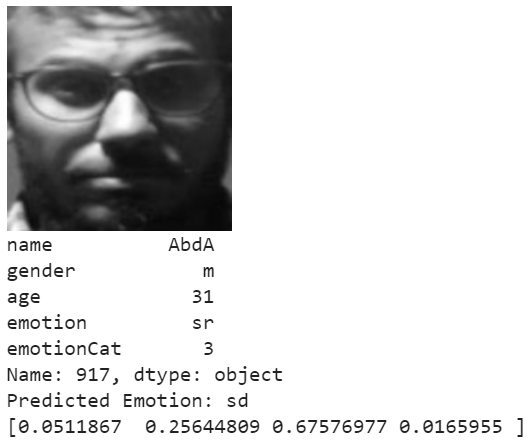 name AbdA
gender m
age 31
emotion sr
emotionCat 3
Name: 917, dtype: object
Predicted Emotion: sd
[0.0511867  0.25644809 0.67576977 0.0165955 ]